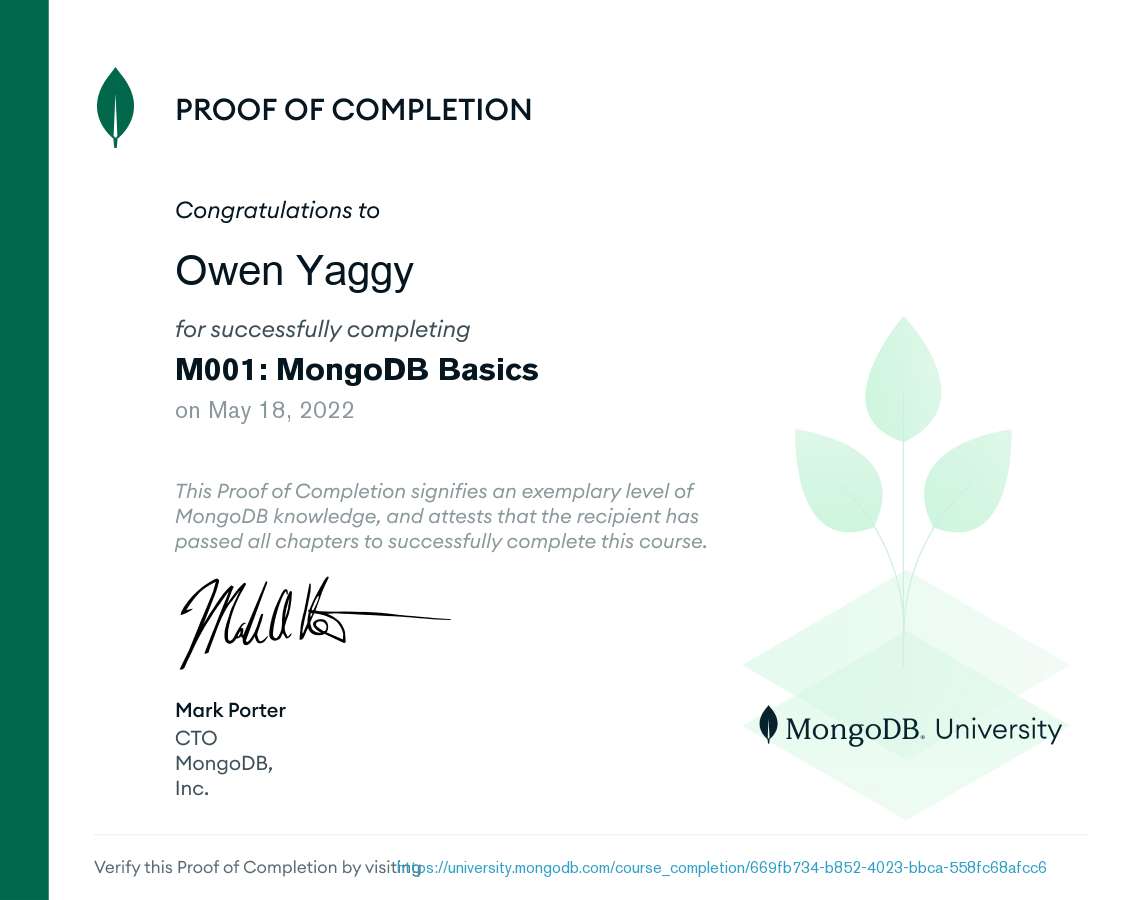 PROOF OF COMPLETION
Congratulations to
Owen Yaggy
for successfully completing
M001: MongoDB Basics
on May 18, 2022
This Proof of Completion signifies an exemplary level of
MongoDB knowledge, and attests that the recipient has
passed all chapters to successfully complete this course.
Mark Porter
CTO
MongoDB,
Inc.
MongoDB. University
Verify this Proof of Completion by visiting https://university.mongodb.com/course_completion/669fb734-b852-4023-bbca-558fc68afcc6